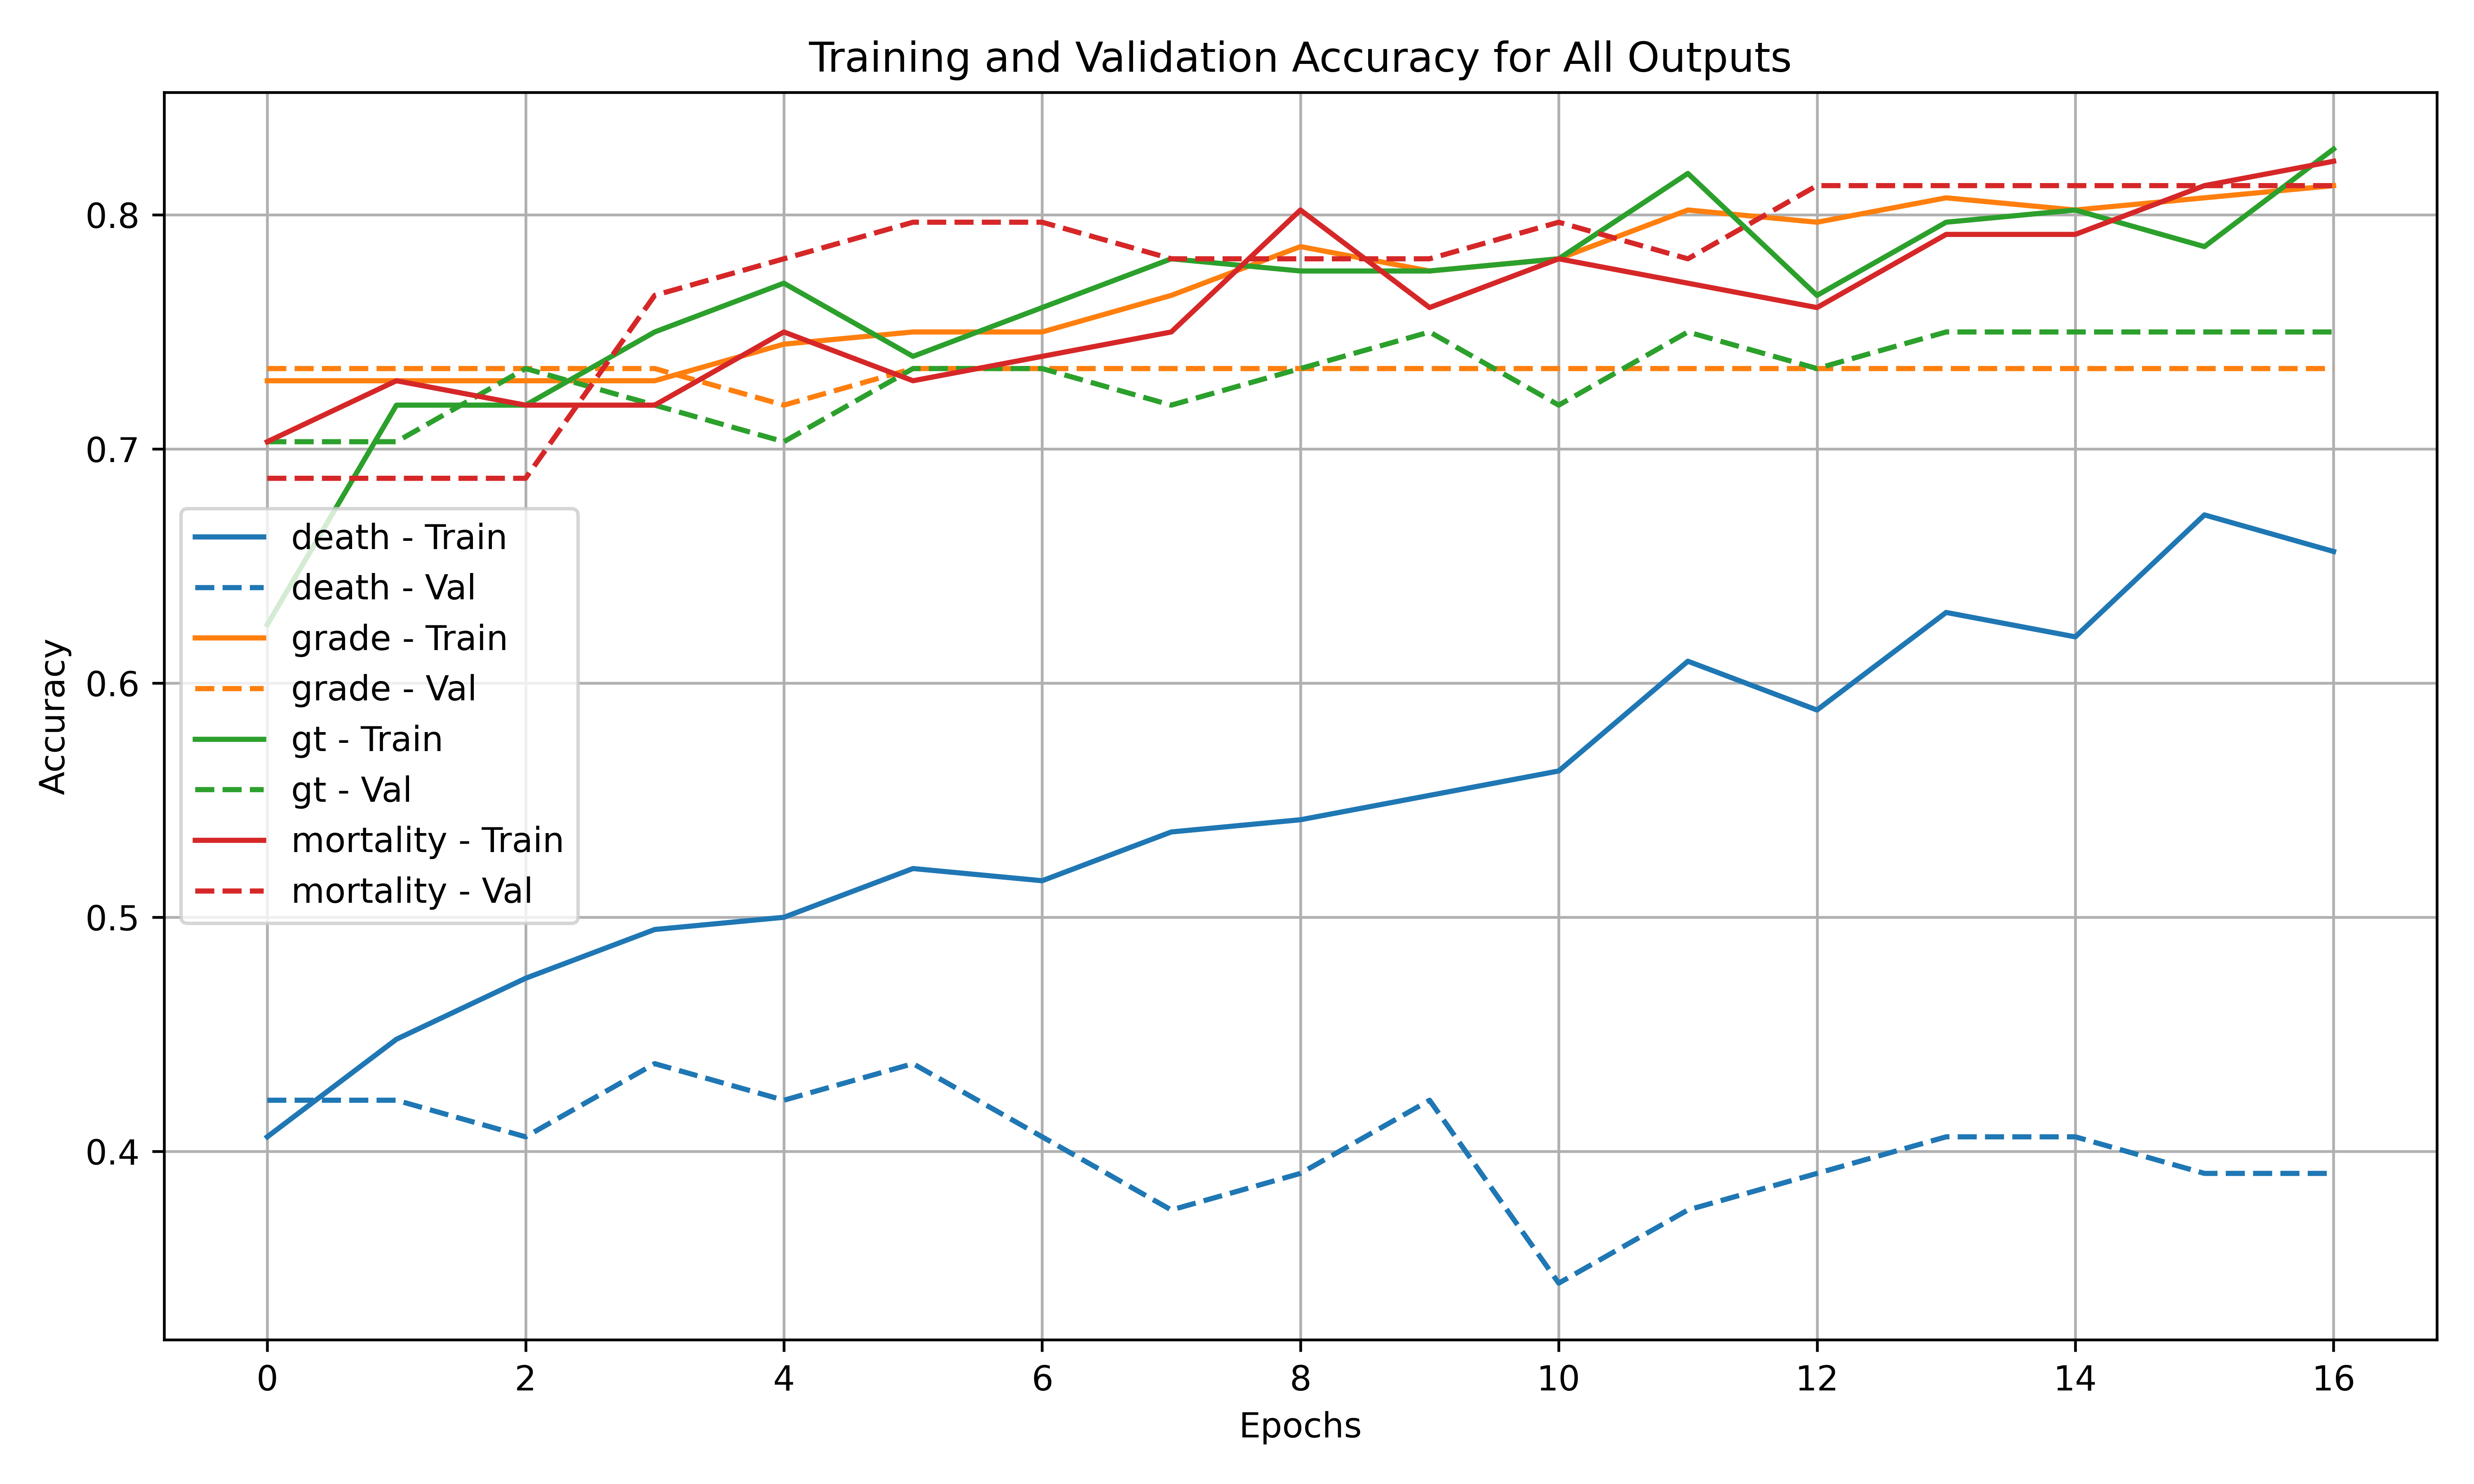 Training and Validation Accuracy for All Outputs
0.8
0.7
0.6
0.5
0.4
Accuracy
death - Train
death - Val
grade - Train
grade - Val
gt - Train
gt - Val
mortality - Train
mortality - Val
0 2 4 6 8 10 12 14 16
Epochs